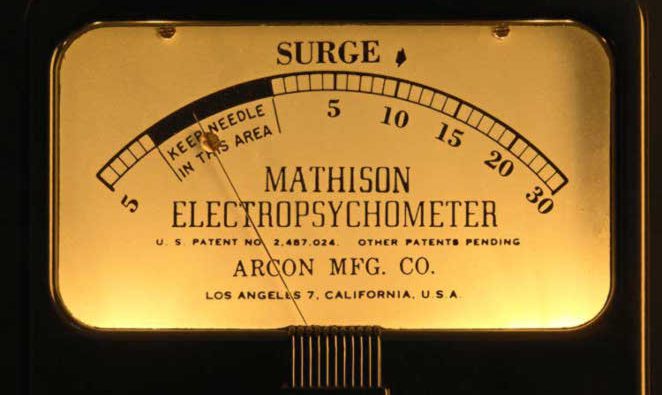 SURGE
5 5 10 15 20 30
KEEP NEEDLE
IN THIS AREA
MATHISON
ELECTROPSYCHOMETER
U. S. PATENT NO. 2,487,024. OTHER PATENTS PENDING
ARCON MFG. CO.
LOS ANGELLS 7, CALIFORNIA, U.S.A.